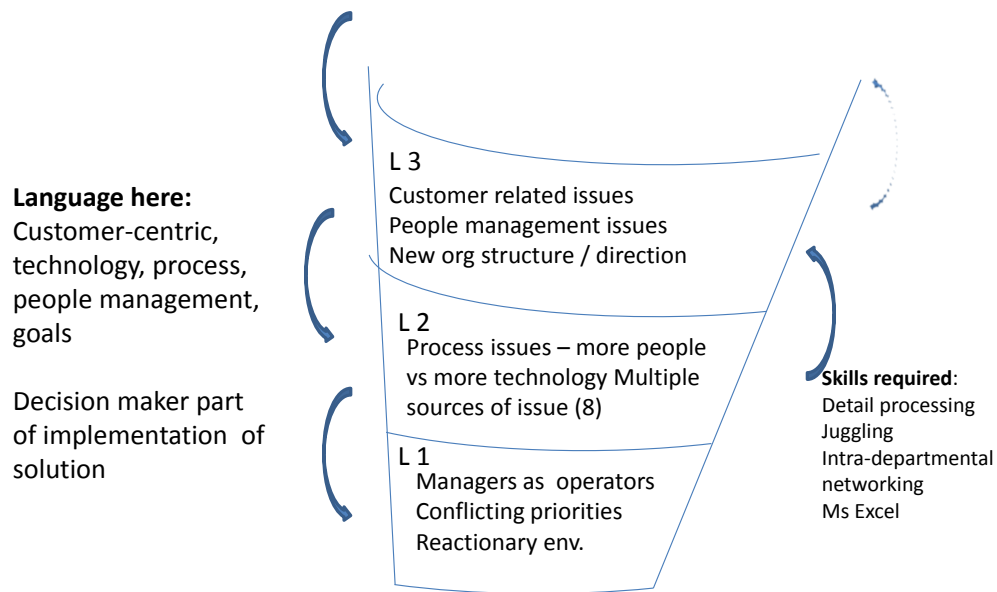 Language here:
Customer-centric,
technology, process,
people management,
goals
Decision maker part
of implementation of
solution
L 3
Customer related issues
People management issues
New org structure / direction
L 2
Process issues – more people
vs more technology Multiple
sources of issue (8)
L 1
Managers as operators
Conflicting priorities
Reactionary env.
Skills required:
Detail processing
Juggling
Intra-departmental
networking
Ms Excel